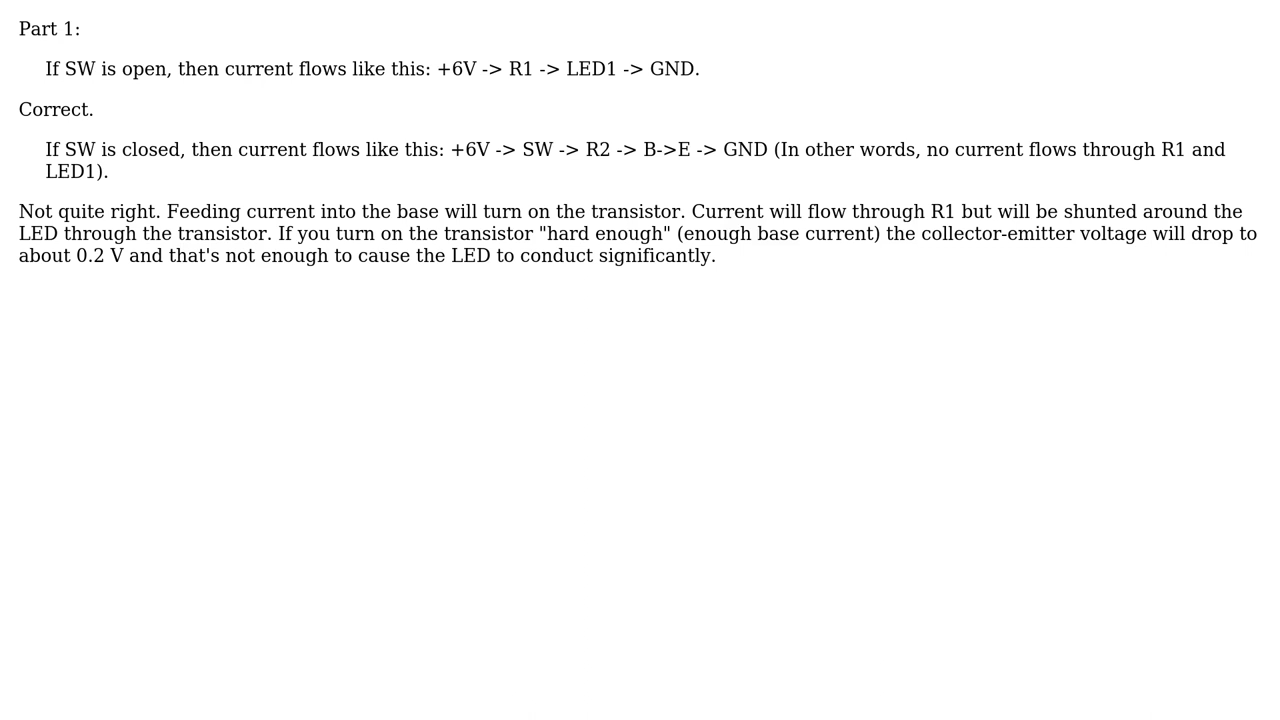 Part 1:
If SW is open, then current flows like this: +6V -> R1 -> LED1 -> GND.
Correct.
If SW is closed, then current flows like this: +6V -> SW -> R2 -> B->E -> GND (In other words, no current flows through R1 and
LED1).
Not quite right. Feeding current into the base will turn on the transistor. Current will flow through R1 but will be shunted around the
LED through the transistor. If you turn on the transistor "hard enough" (enough base current) the collector-emitter voltage will drop to
about 0.2 V and that's not enough to cause the LED to conduct significantly.